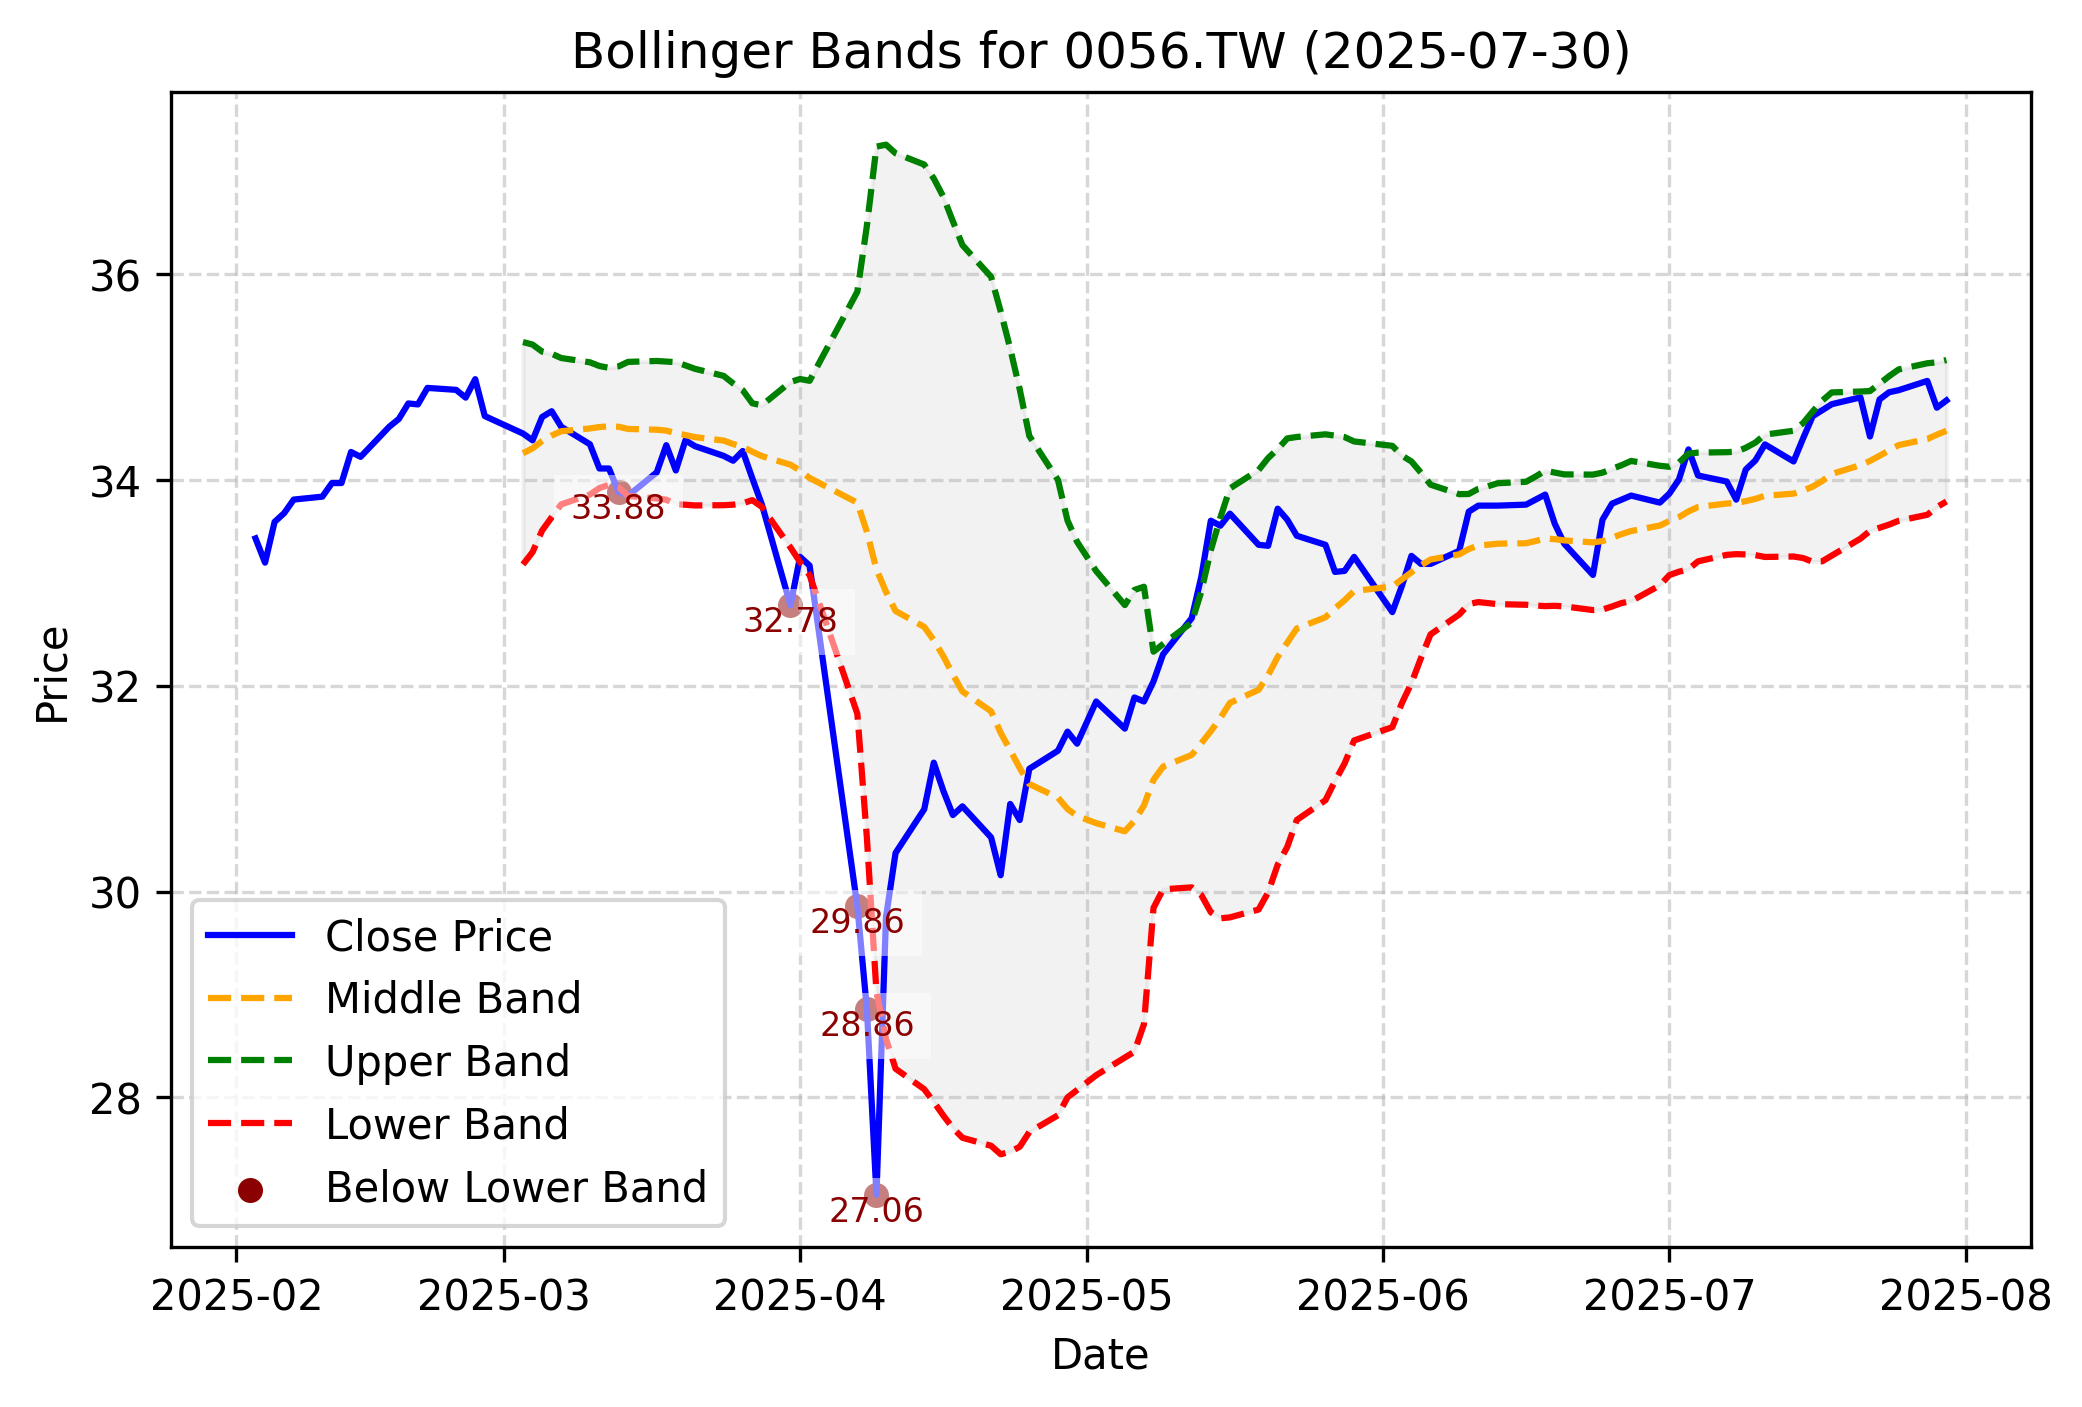 Bollinger Bands for 0056.TW (2025-07-30)
Price
36
34
32
30
28
33.88
32.78
29.86
28.86
27.06
Close Price
Middle Band
Upper Band
Lower Band
Below Lower Band
2025-02 2025-03 2025-04 2025-05 2025-06 2025-07 2025-08
Date